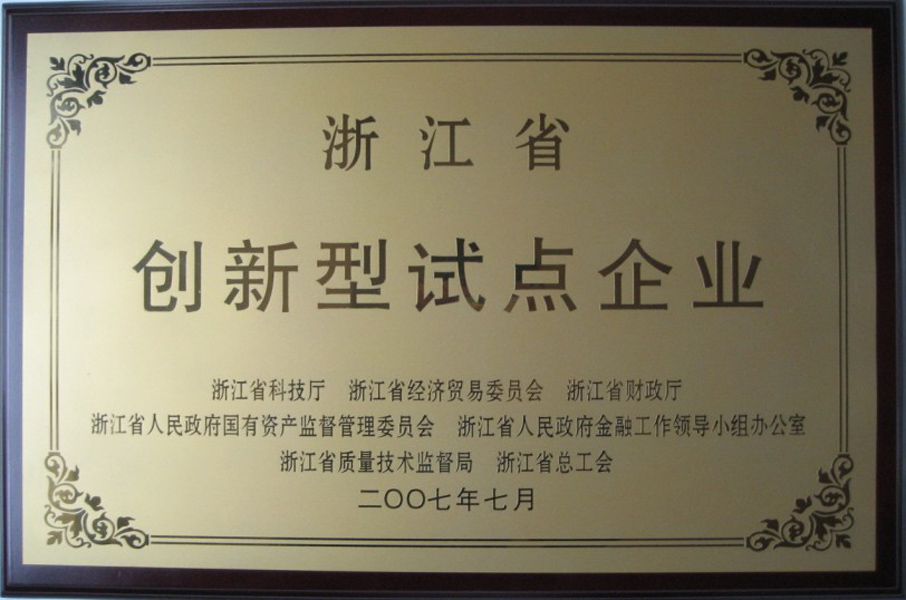 浙江省
创新型试点企业
浙江省科技厅 浙江省经济贸易委员会 浙江省财政厅
浙江省人民政府国有资产监督管理委员会 浙江省人民政府金融工作领导小组办公室
浙江省质量技术监督局 浙江省总工会
二〇〇七年七月